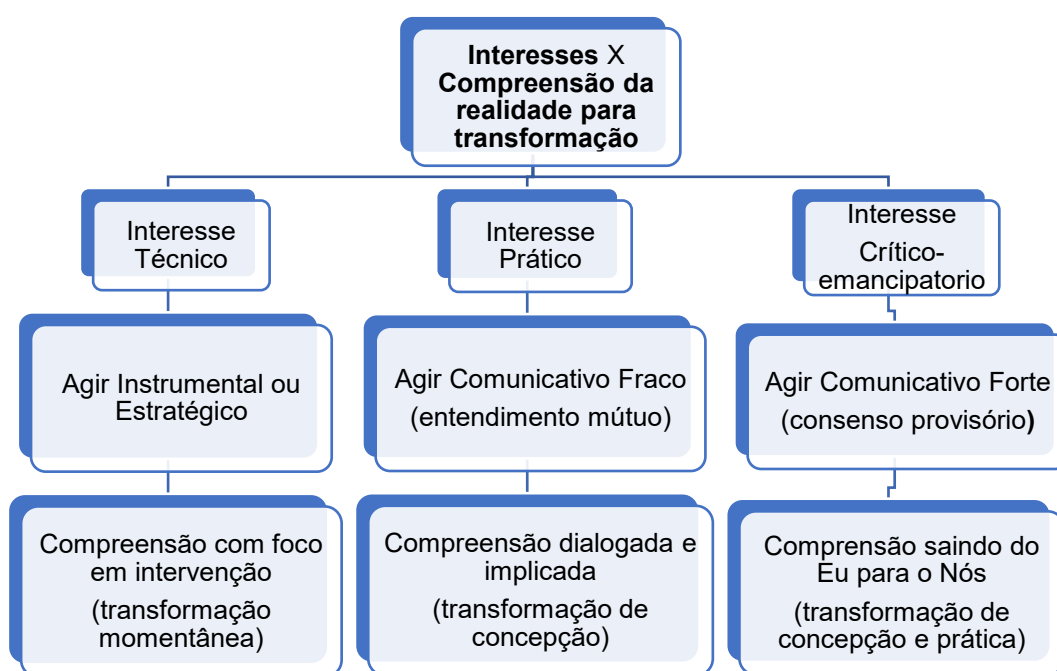 Interesses X
Compreensão da
realidade para
transformação
Interesse
Técnico
Interesse
Prático
Interesse
Crítico-
emancipatorio
Agir Instrumental ou
Estratégico
Agir Comunicativo Fraco
(entendimento mútuo)
Agir Comunicativo Forte
(consenso provisório)
Compreensão com foco
em intervenção
(transformação
momentânea)
Compreensão dialogada e
implicada
(transformação de
concepção)
Comprensão saindo do
Eu para o Nós
(transformação de
concepção e prática)